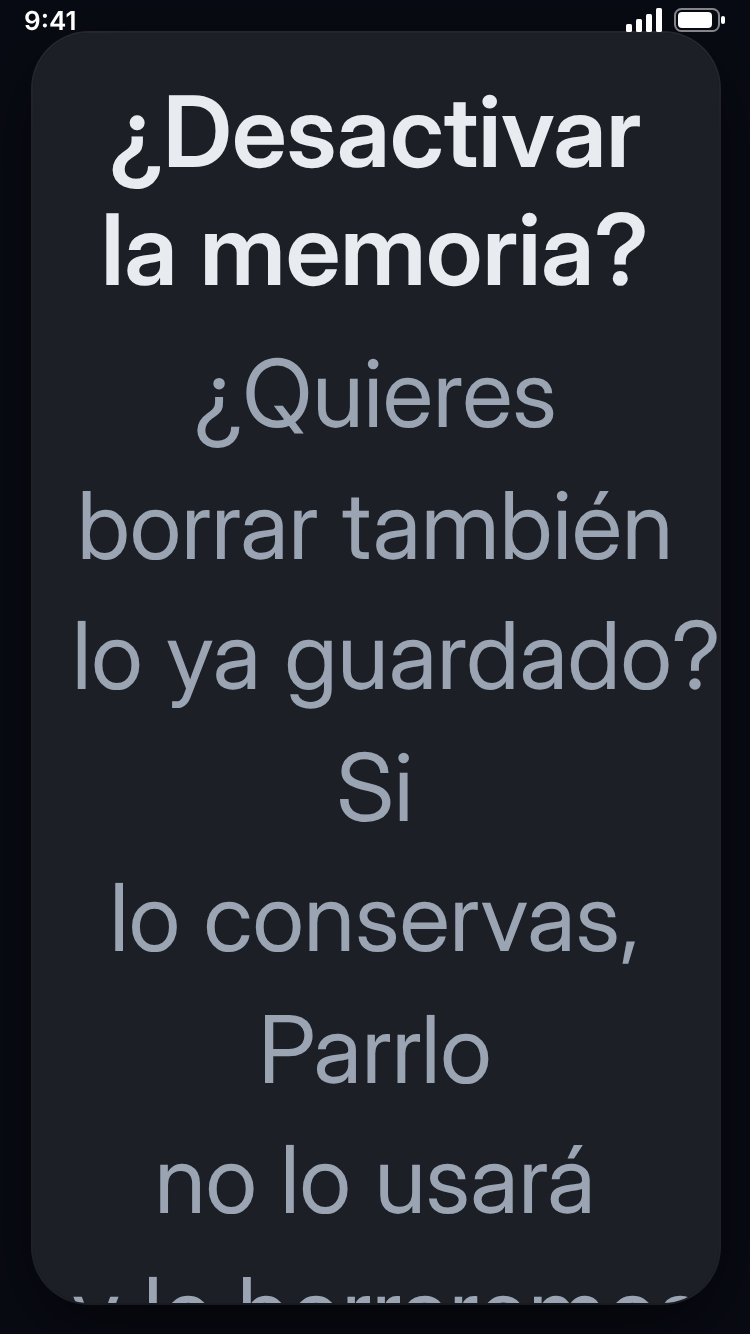 9:41
¿Desactivar
la memoria?
¿Quieres
borrar también
lo ya guardado?
Si
lo conservas,
Parrlo
no lo usará